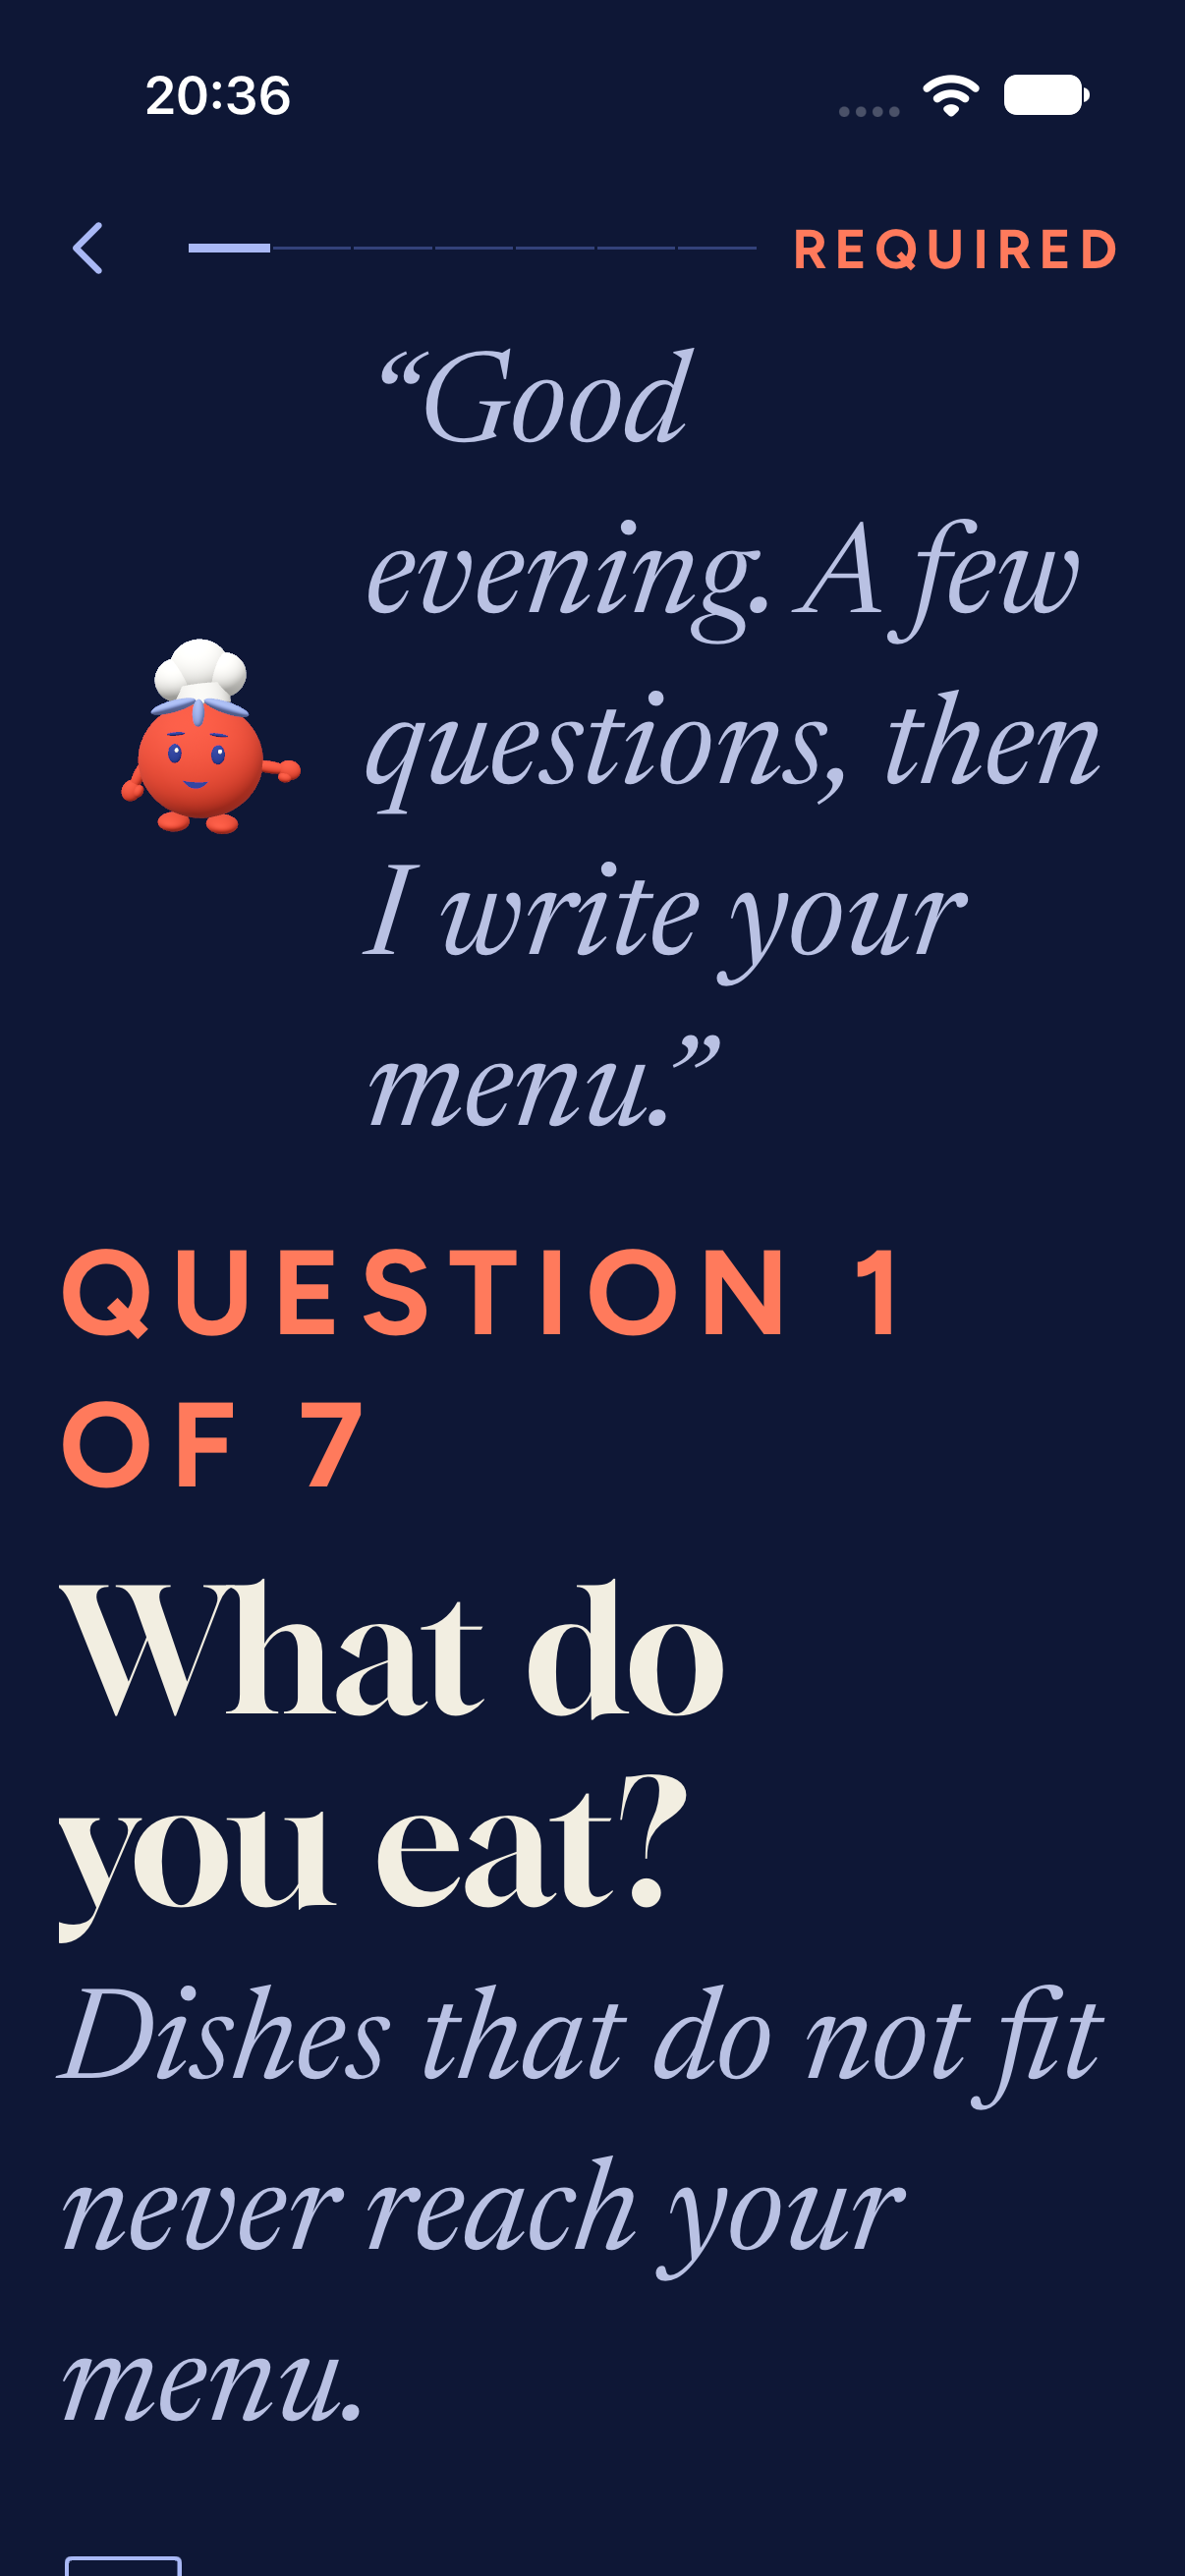 20:36
REQUIRED
“Good
evening. A few
questions, then
I write your
menu.”
QUESTION 1
OF 7
What do
you eat?
Dishes that do not fit
never reach your
menu.